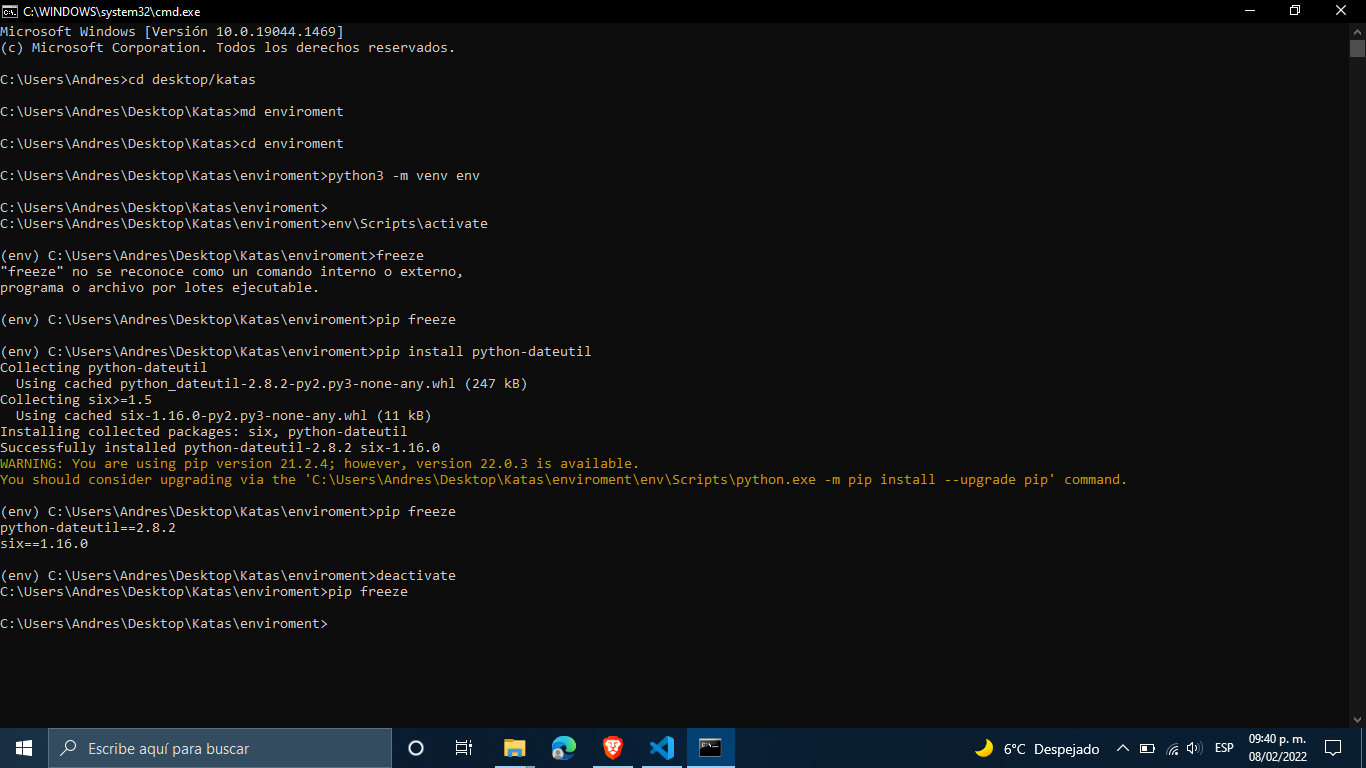 C:\WINDOWS\system32\cmd.exe
Microsoft Windows [Versión 10.0.19044.1469]
(c) Microsoft Corporation. Todos los derechos reservados.
C:\Users\Andres>cd desktop/katas
C:\Users\Andres\Desktop\Katas>md enviroment
C:\Users\Andres\Desktop\Katas>cd enviroment
C:\Users\Andres\Desktop\Katas\enviroment>python3 -m venv env
C:\Users\Andres\Desktop\Katas\enviroment>
C:\Users\Andres\Desktop\Katas\enviroment>env\Scripts\activate
(env) C:\Users\Andres\Desktop\Katas\enviroment>freeze
"freeze" no se reconoce como un comando interno o externo,
programa o archivo por lotes ejecutable.
(env) C:\Users\Andres\Desktop\Katas\enviroment>pip freeze
(env) C:\Users\Andres\Desktop\Katas\enviroment>pip install python-dateutil
Collecting python-dateutil
  Using cached python_dateutil-2.8.2-py2.py3-none-any.whl (247 kB)
Collecting six>=1.5
  Using cached six-1.16.0-py2.py3-none-any.whl (11 kB)
Installing collected packages: six, python-dateutil
Successfully installed python-dateutil-2.8.2 six-1.16.0
WARNING: You are using pip version 21.2.4; however, version 22.0.3 is available.
You should consider upgrading via the 'C:\Users\Andres\Desktop\Katas\enviroment\env\Scripts\python.exe -m pip install --upgrade pip' command.
(env) C:\Users\Andres\Desktop\Katas\enviroment>pip freeze
python-dateutil==2.8.2
six==1.16.0
(env) C:\Users\Andres\Desktop\Katas\enviroment>deactivate
C:\Users\Andres\Desktop\Katas\enviroment>pip freeze
C:\Users\Andres\Desktop\Katas\enviroment>
Escribe aquí para buscar
6°C Despejado
ESP
09:40 p. m.
08/02/2022